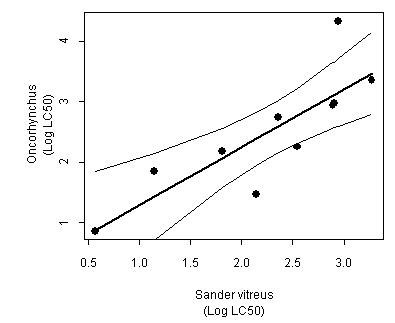 Oncorhynchus
(Log LC50)
4
3
2
1
0.5 1.0 1.5 2.0 2.5 3.0
Sander vitreus
(Log LC50)